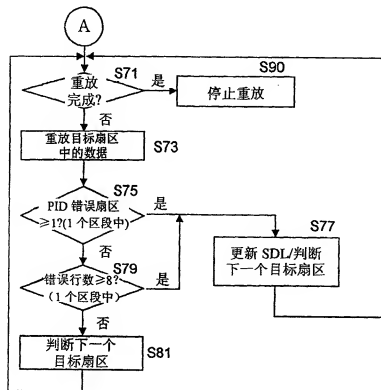 A
S71
S90
重放
完成?
是
停止重放
否
重放目标扇区
中的数据
S73
S75
PID 错误扇区
≥1?(1 个区段中)
是
S77
更新 SDL/判断
下一个目标扇区
否
S79
错误行数≥8?
(1 个区段中)
是
否
判断下一个
目标扇区
S81